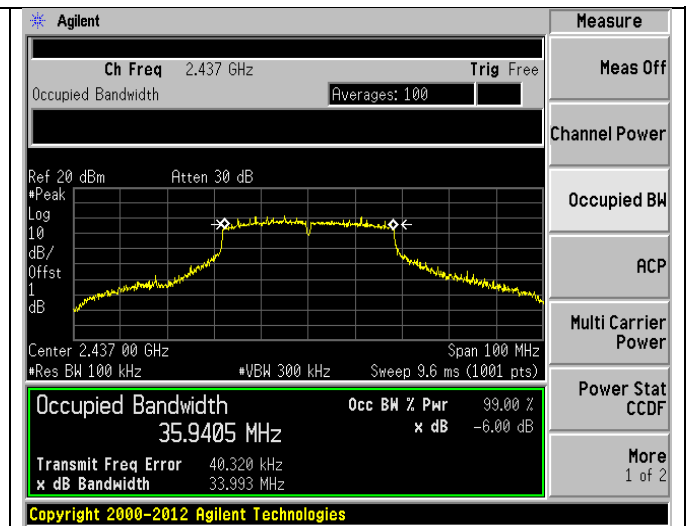 Agilent
Measure
Ch Freq 2.437 GHz Trig Free
Occupied Bandwidth Averages: 100
Ref 20 dBm Atten 30 dB
#Peak
Log
10
dB/
Offst
1
dB
Center 2.437 00 GHz Span 100 MHz
#Res BW 100 kHz #VBW 300 kHz Sweep 9.6 ms (1001 pts)
Occupied Bandwidth Occ BW % Pwr 99.00 %
35.9405 MHz x dB -6.00 dB
Transmit Freq Error 40.320 kHz
x dB Bandwidth 33.993 MHz
Copyright 2000-2012 Agilent Technologies
Meas Off
Channel Power
Occupied BW
ACP
Multi Carrier
Power
Power Stat
CCDF
More
1 of 2